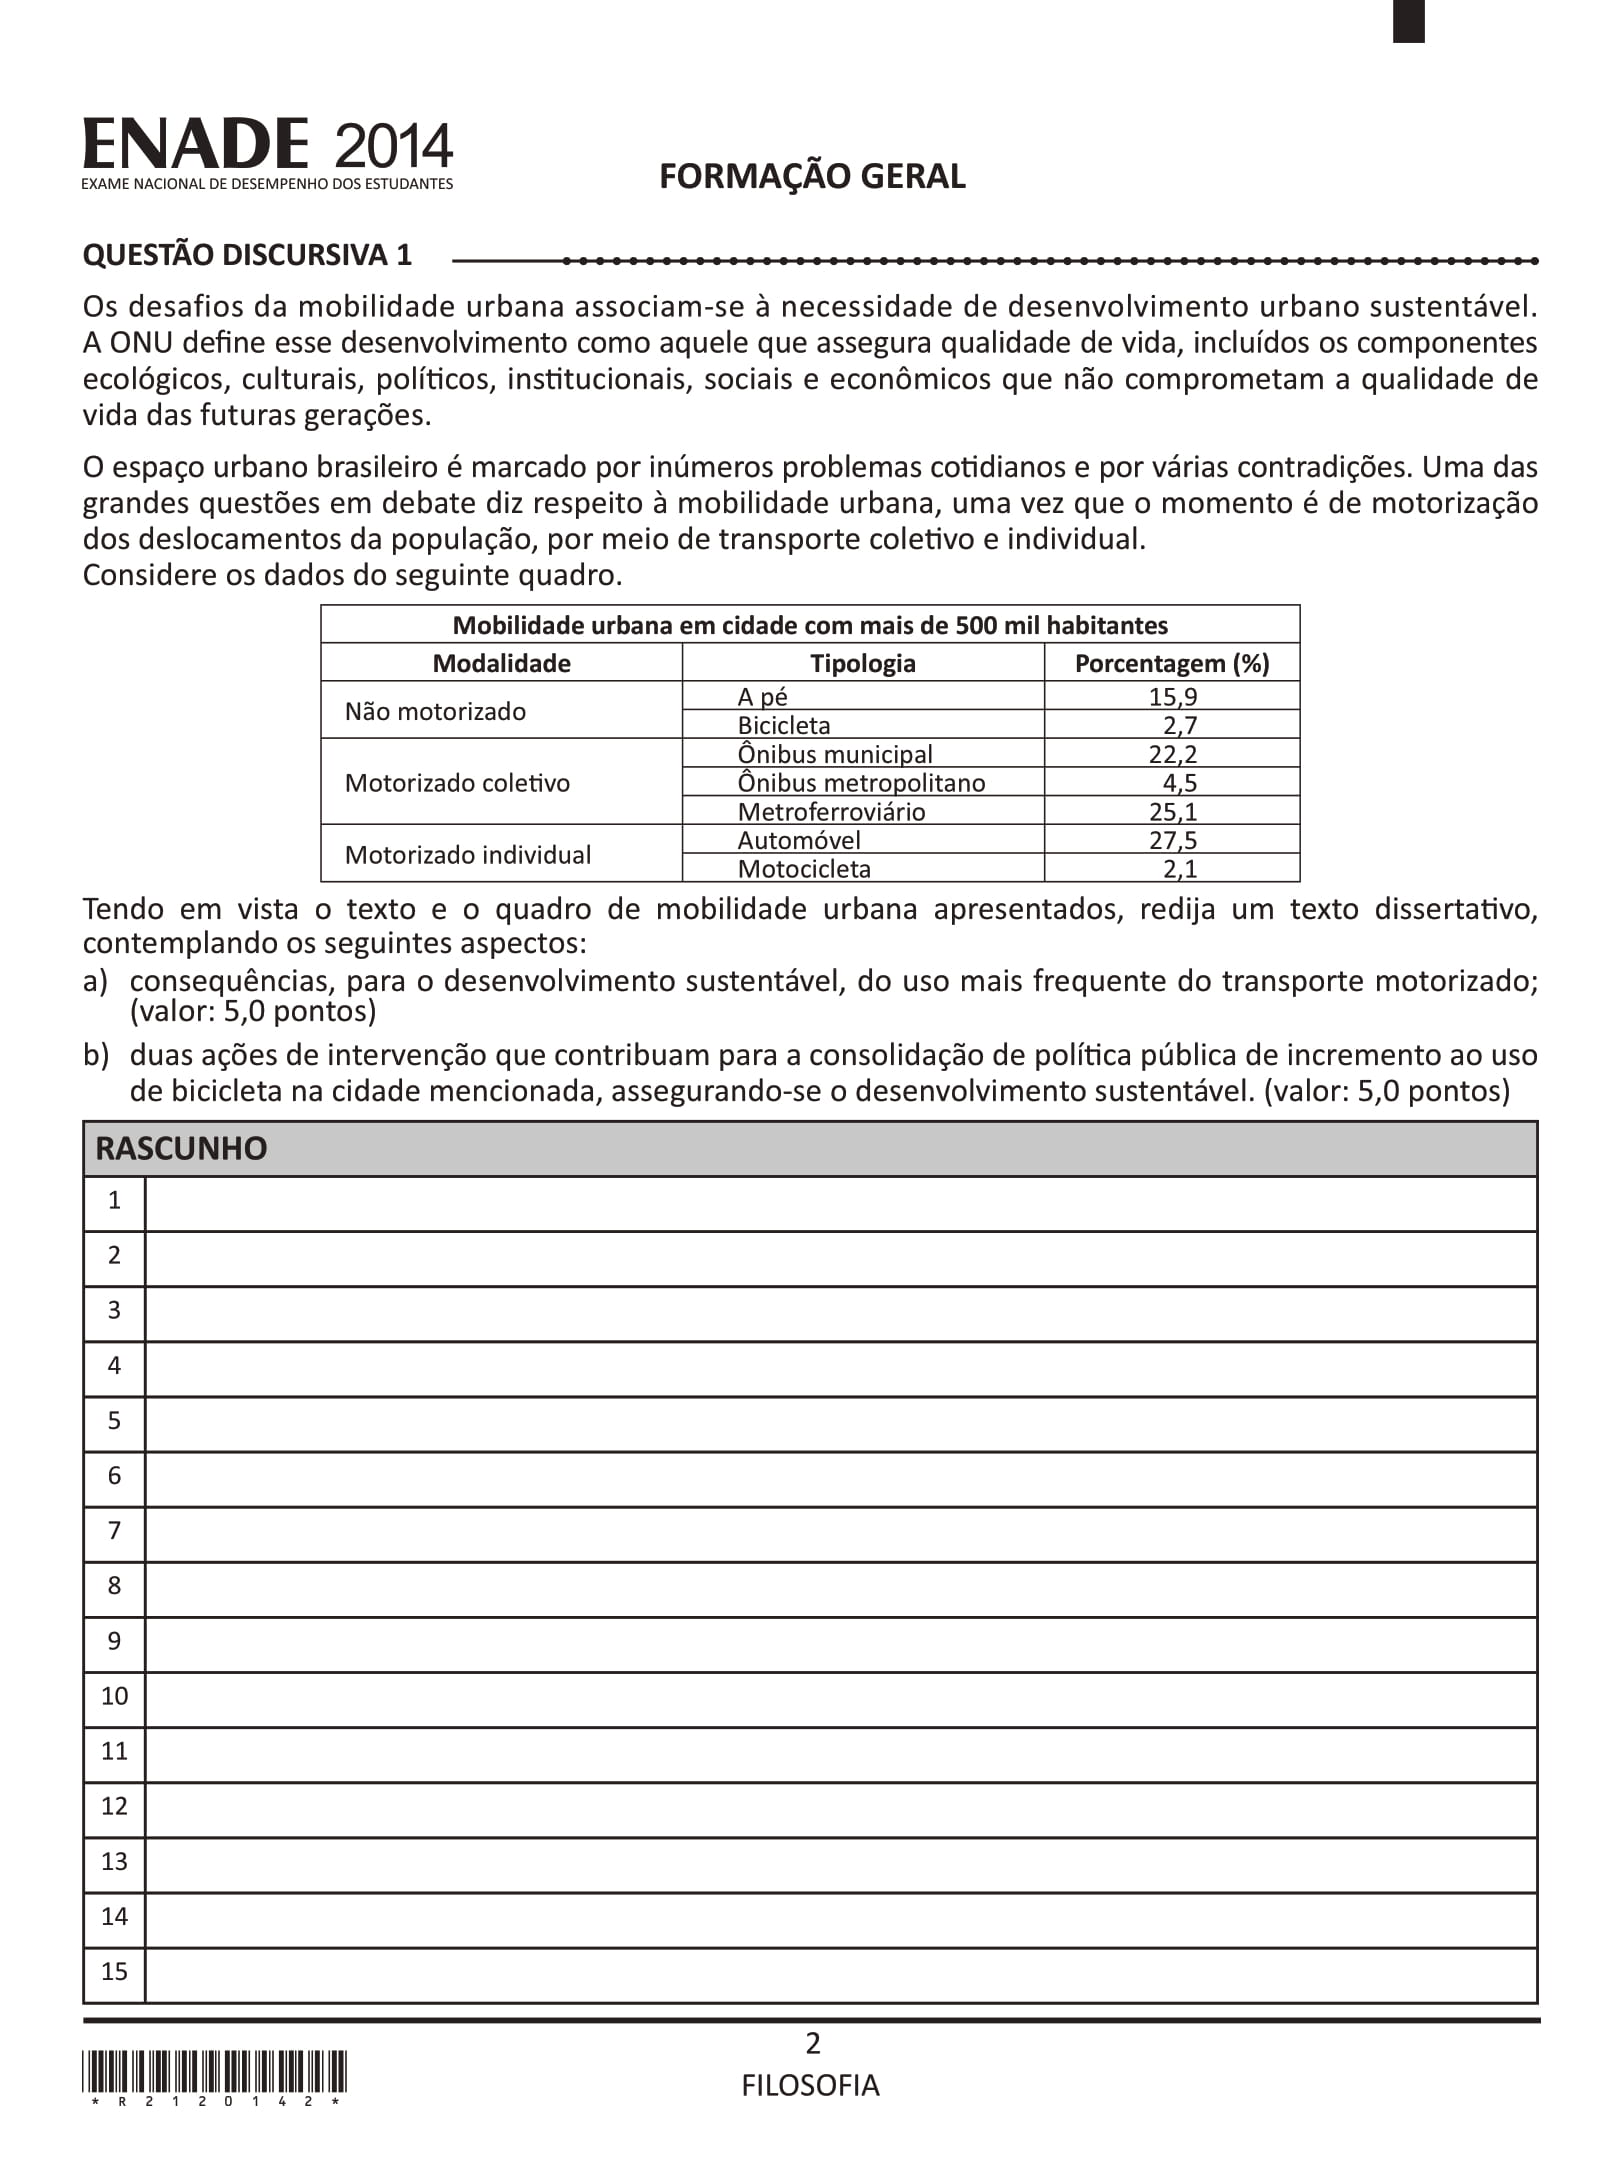 ENADE 2014
EXAME NACIONAL DE DESEMPENHO DOS ESTUDANTES
FORMAÇÃO GERAL
QUESTÃO DISCURSIVA 1
Os desafios da mobilidade urbana associam-se à necessidade de desenvolvimento urbano sustentável.
A ONU define esse desenvolvimento como aquele que assegura qualidade de vida, incluídos os componentes
ecológicos, culturais, políticos, institucionais, sociais e econômicos que não comprometam a qualidade de
vida das futuras gerações.
O espaço urbano brasileiro é marcado por inúmeros problemas cotidianos e por várias contradições. Uma das
grandes questões em debate diz respeito à mobilidade urbana, uma vez que o momento é de motorização
dos deslocamentos da população, por meio de transporte coletivo e individual.
Considere os dados do seguinte quadro.
Mobilidade urbana em cidade com mais de 500 mil habitantes
Modalidade Tipologia Porcentagem (%)
Não motorizado
A pé 15,9
Bicicleta 2,7
Motorizado coletivo
Ônibus municipal 22,2
Ônibus metropolitano 4,5
Metroferroviário 25,1
Motorizado individual
Automóvel 27,5
Motocicleta 2,1
Tendo em vista o texto e o quadro de mobilidade urbana apresentados, redija um texto dissertativo,
contemplando os seguintes aspectos:
a) consequências, para o desenvolvimento sustentável, do uso mais frequente do transporte motorizado;
(valor: 5,0 pontos)
b) duas ações de intervenção que contribuam para a consolidação de política pública de incremento ao uso
de bicicleta na cidade mencionada, assegurando-se o desenvolvimento sustentável. (valor: 5,0 pontos)
RASCUNHO
1
2
3
4
5
6
7
8
9
10
11
12
13
14
15
2
FILOSOFIA
* R 2 1 2 0 1 4 2 *